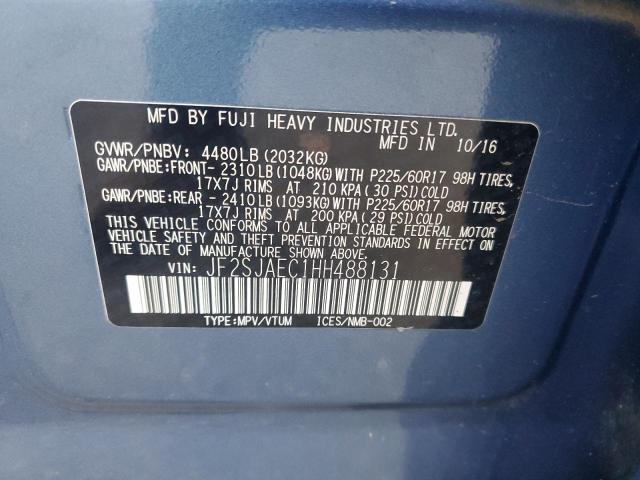 MFD BY FUJI HEAVY INDUSTRIES LTD.
10/16
GVWR/PNBV: 4480LB(2032KG)
GAWR/PNBE:FRONT- 2310LB(1048KG)WITH P225/60R17 98H TIRES,
17X7J RIMS AT 210 KPA(30 PSI)COLD
GAWR/PNBE:REAR - 2410LB(1093KG)WITH P225/60R17 98H TIRES,
17X7J RIMS AT 200 KPA(29 PSI)COLD
THIS VEHICLE CONFORMS TO ALL APPLICABLE FEDERAL MOTOR
VEHICLE SAFETY AND THEFT PREVENTION STANDARDS IN EFFECT ON
THE DATE OF MANUFACTURE SHOWN ABOVE.
VIN: JF2SJAEC1HH488131
TYPE:MPV/VTUM ICES/NMB-002